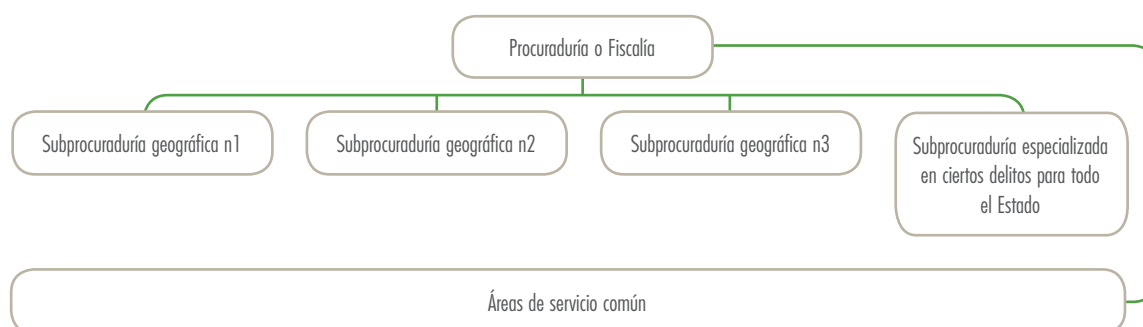 Procuraduría o Fiscalía
Subprocuraduría geográfica n1
Subprocuraduría geográfica n2
Subprocuraduría geográfica n3
Subprocuraduría especializada
en ciertos delitos para todo
el Estado
Áreas de servicio común